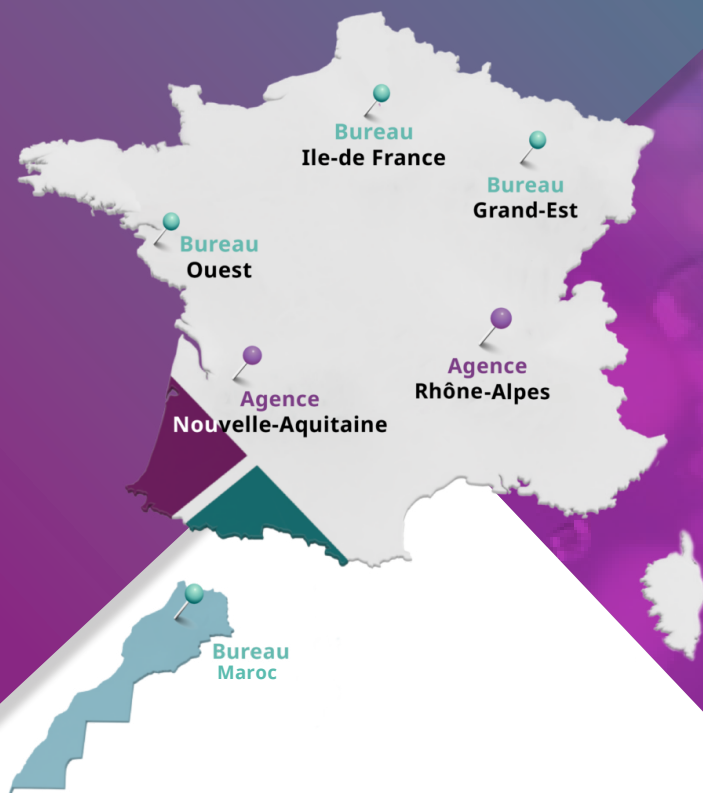 Bureau
Ile-de France
Bureau
Grand-Est
Bureau
Ouest
Agence
Rhône-Alpes
Agence
Nouvelle-Aquitaine
Bureau
Maroc